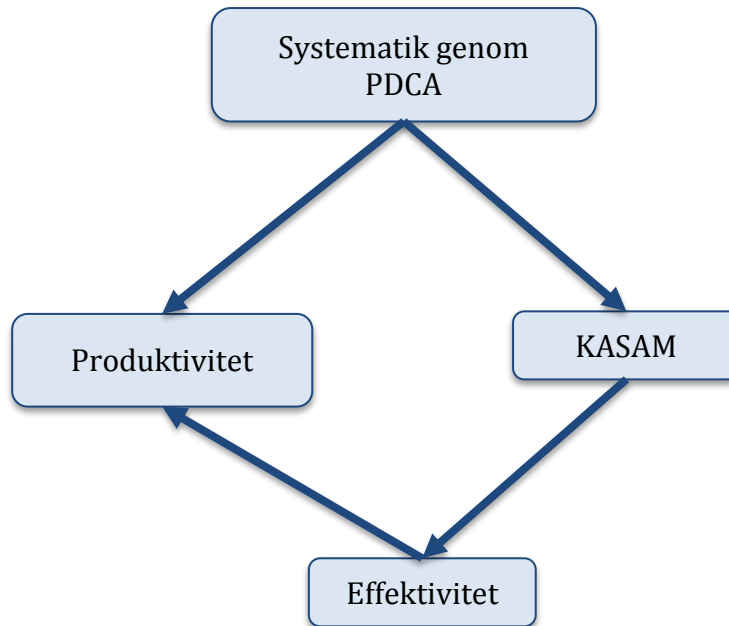 Systematik genom
PDCA
Produktivitet
KASAM
Effektivitet